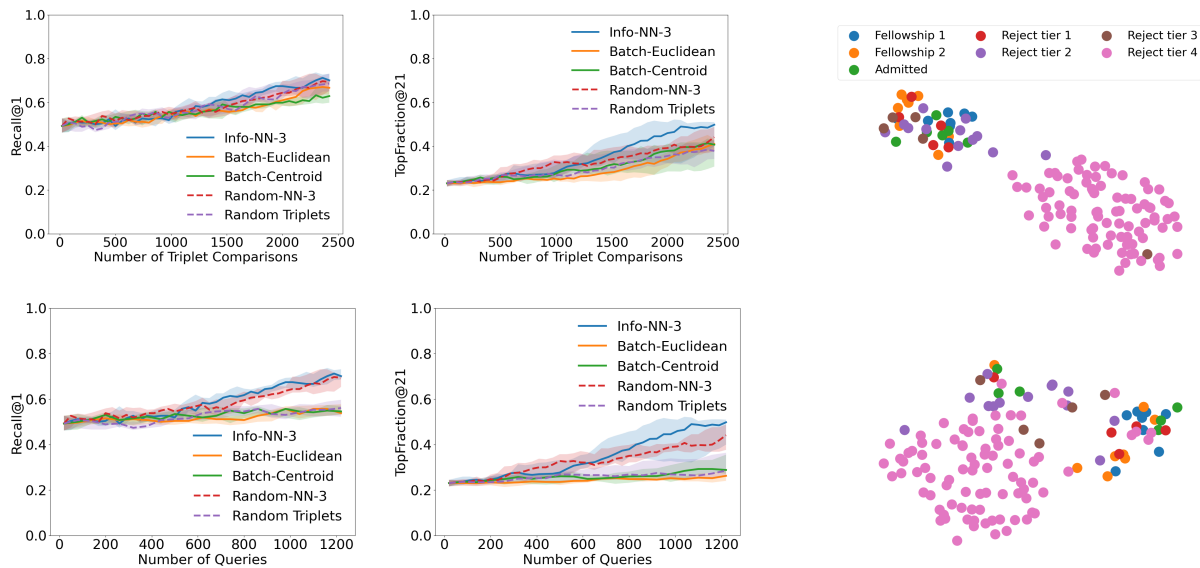 1.0
0.8
0.6
0.4
0.2
0.0
Recall@1
Info-NN-3
Batch-Euclidean
Batch-Centroid
Random-NN-3
Random Triplets
0 500 1000 1500 2000 2500
Number of Triplet Comparisons
1.0
0.8
0.6
0.4
0.2
0.0
TopFraction@21
Info-NN-3
Batch-Euclidean
Batch-Centroid
Random-NN-3
Random Triplets
0 500 1000 1500 2000 2500
Number of Triplet Comparisons
Fellowship 1 Reject tier 1 Reject tier 3
Fellowship 2 Reject tier 2 Reject tier 4
Admitted
1.0
0.8
0.6
0.4
0.2
0.0
Recall@1
Info-NN-3
Batch-Euclidean
Batch-Centroid
Random-NN-3
Random Triplets
0 200 400 600 800 1000 1200
Number of Queries
1.0
0.8
0.6
0.4
0.2
0.0
TopFraction@21
Info-NN-3
Batch-Euclidean
Batch-Centroid
Random-NN-3
Random Triplets
0 200 400 600 800 1000 1200
Number of Queries